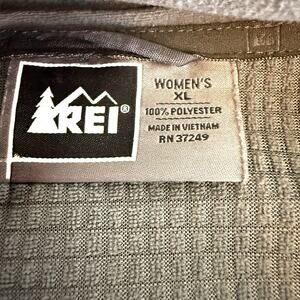 REI®
WOMEN'S
XL
100% POLYESTER
MADE IN VIETNAM
RN 37249